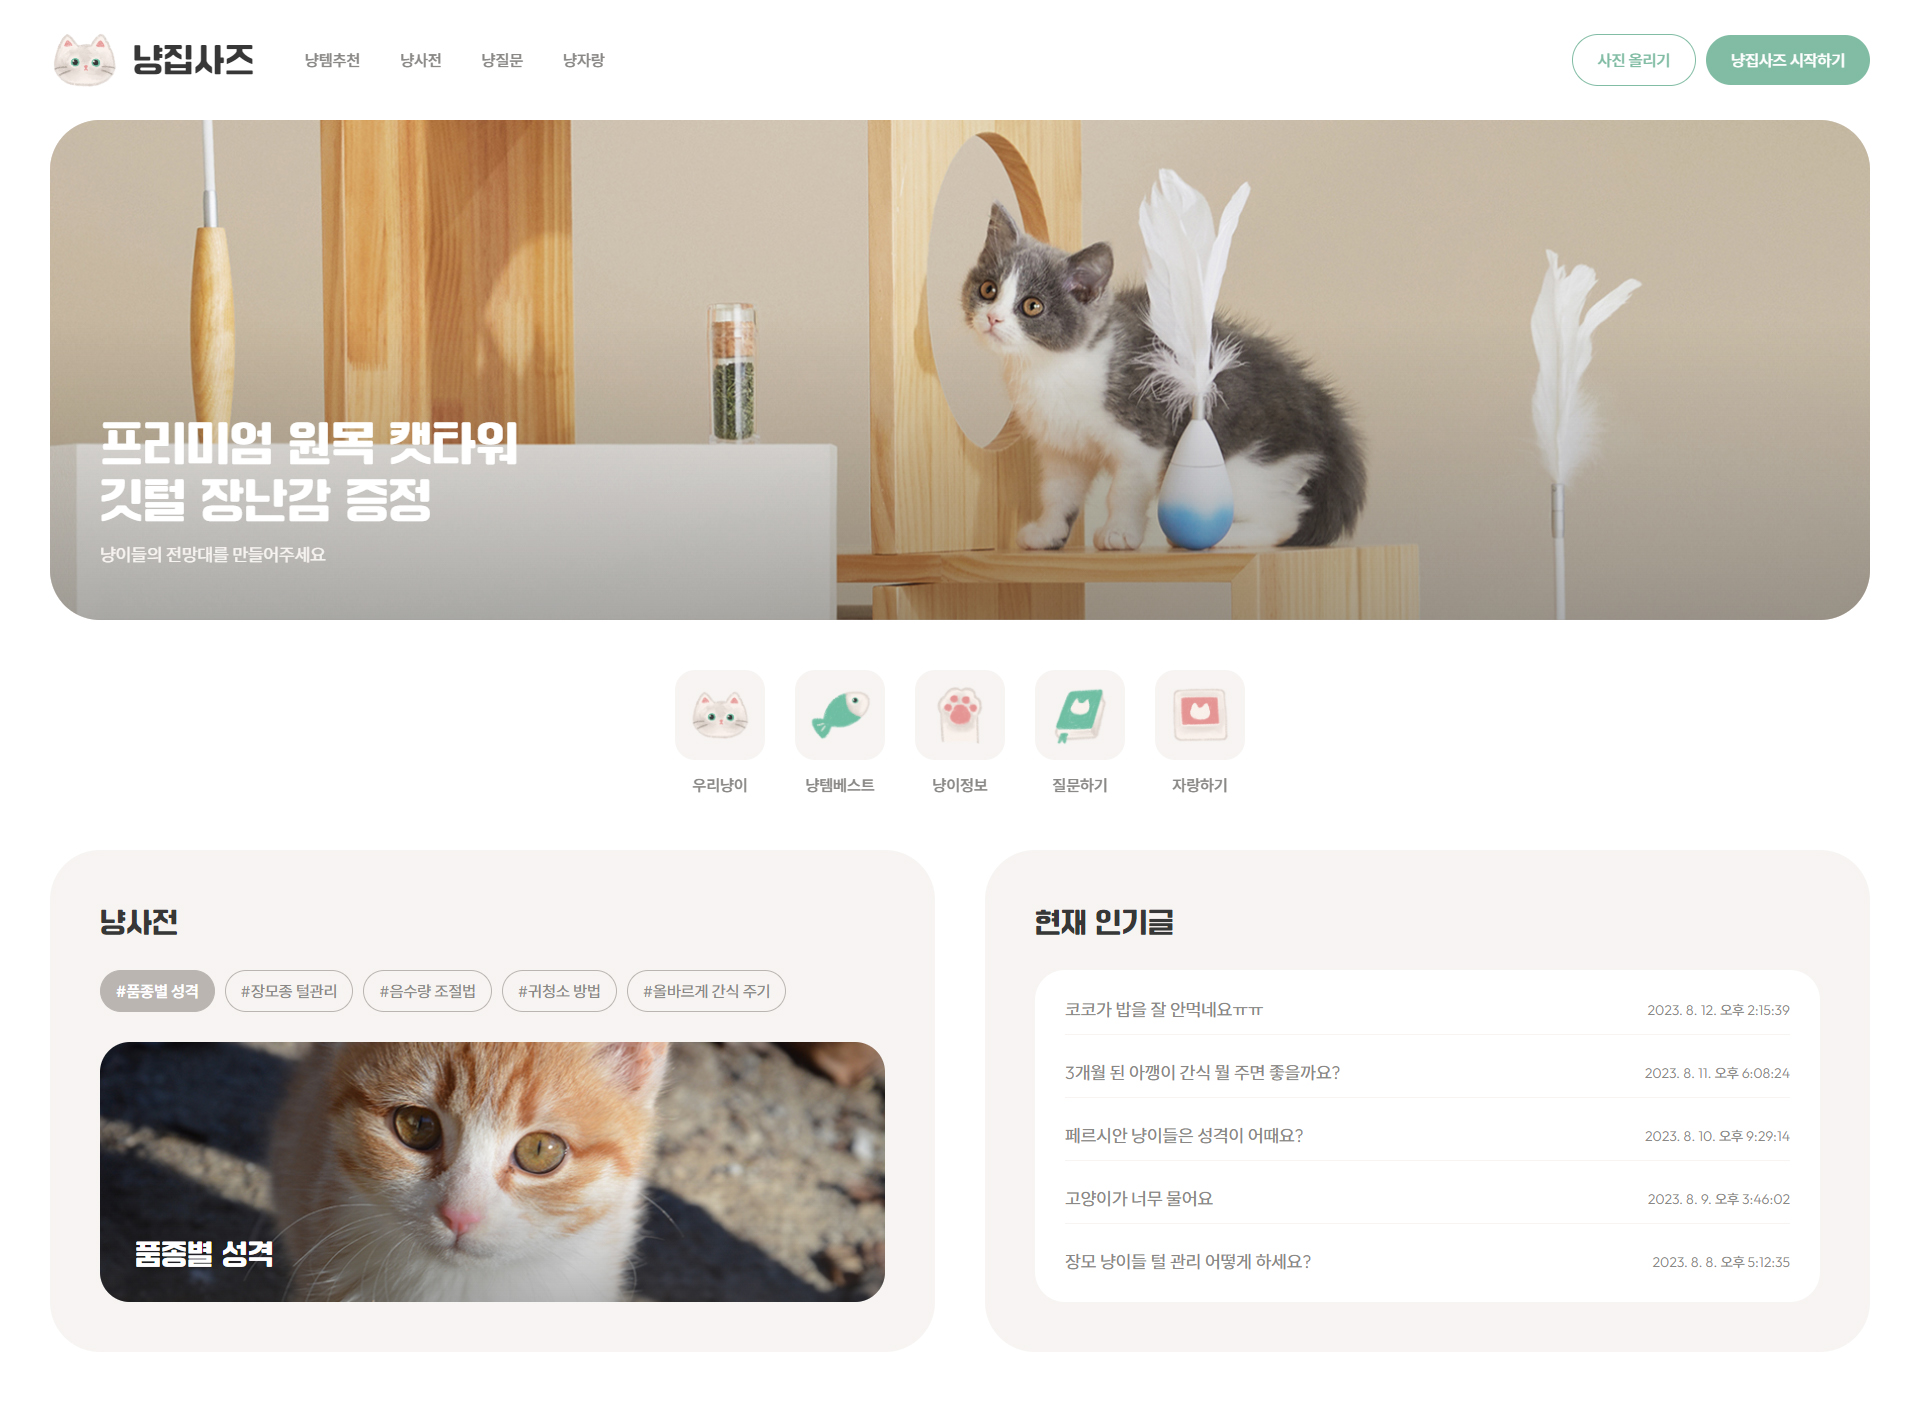 냥집사즈
냥템추천
냥사전
냥질문
냥자랑
사진 올리기
냥집사즈 시작하기
프리미엄 원목 캣타워
깃털 장난감 증정
냥이들의 전망대를 만들어주세요
우리냥이
냥템베스트
냥이정보
질문하기
자랑하기
냥사전
#품종별 성격
#장모종 털관리
#음수량 조절법
#귀청소 방법
#올바르게 간식 주기
품종별 성격
현재 인기글
코코가 밥을 잘 안먹네요ㅠㅠ 2023. 8. 12. 오후 2:15:39
3개월 된 아깽이 간식 뭘 주면 좋을까요? 2023. 8. 11. 오후 6:08:24
페르시안 냥이들은 성격이 어때요? 2023. 8. 10. 오후 9:29:14
고양이가 너무 물어요 2023. 8. 9. 오후 3:46:02
장모 냥이들 털 관리 어떻게 하세요? 2023. 8. 8. 오후 5:12:35